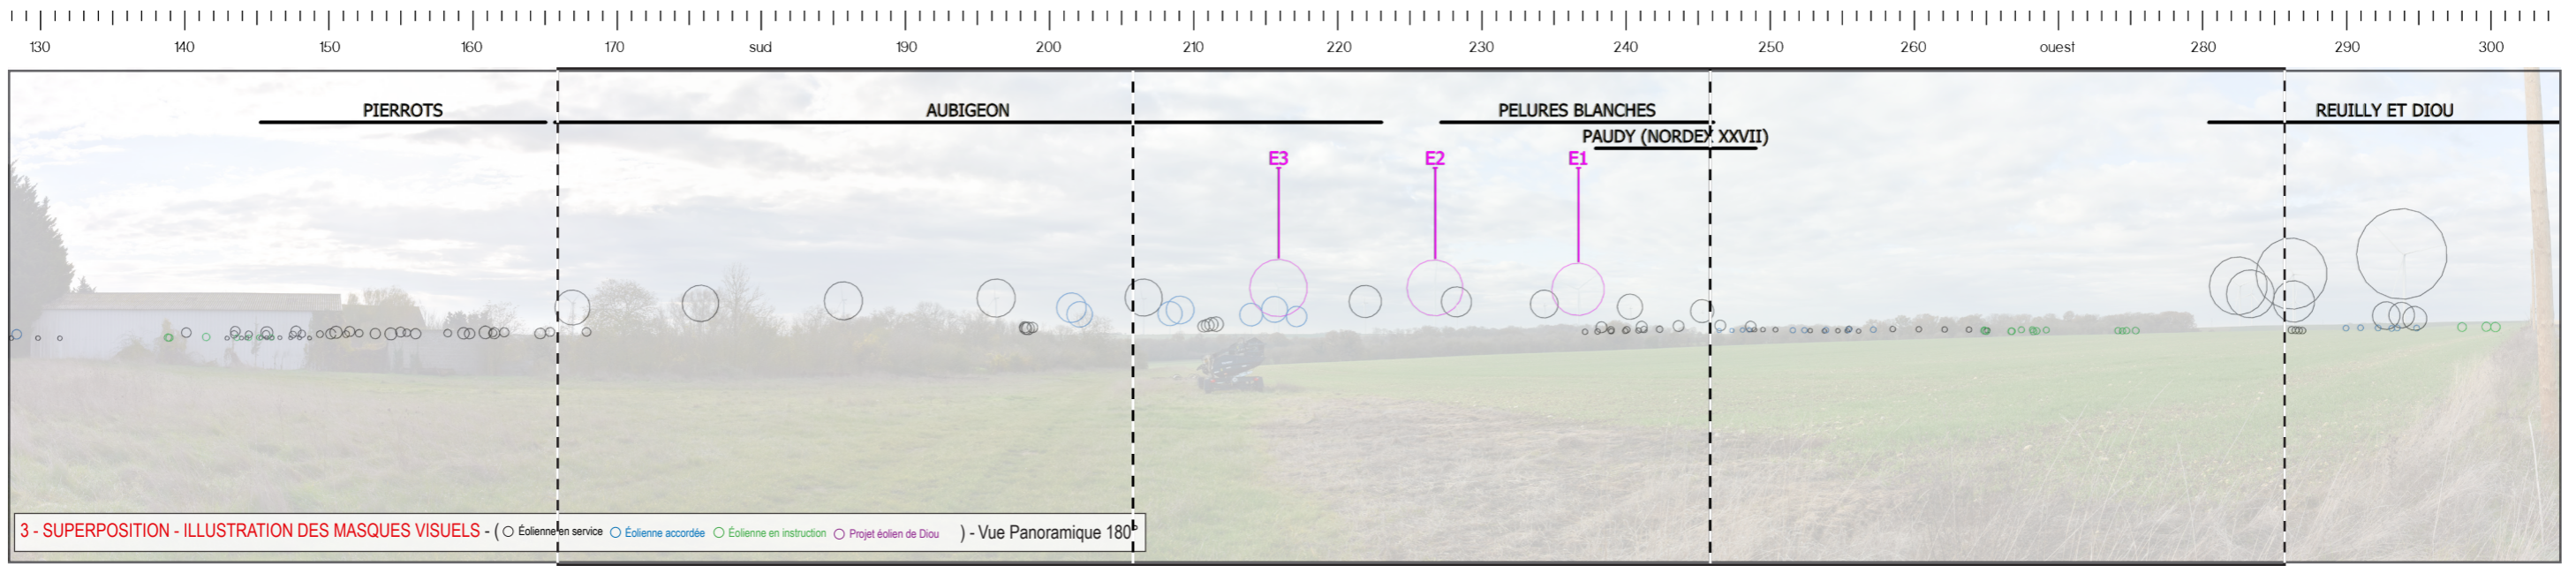 130 140 150 160 170 sud 190 200 210 220 230 240 250 260 ouest 280 290 300
PIERROTS AUBIGEON PELURES BLANCHES REUILLY ET DIOU
PAUDY (NORDEX XXVII)
E3 E2 E1
3 - SUPERPOSITION - ILLUSTRATION DES MASQUES VISUELS - ( Éolienne en service Éolienne accordée Éolienne en instruction Projet éolien de Diou ) - Vue Panoramique 180°